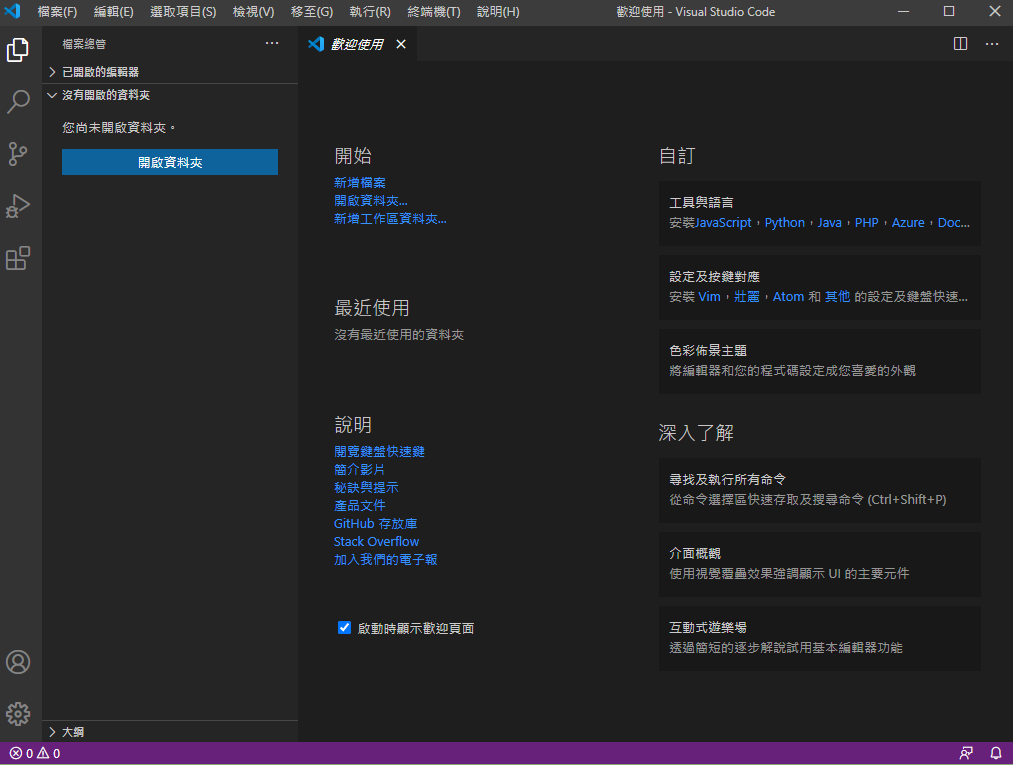 檔案(F) 編輯(E) 選取項目(S) 檢視(V) 移至(G) 執行(R) 終端機(T) 說明(H) 歡迎使用 - Visual Studio Code
檔案總管
歡迎使用
已開啟的編輯器
沒有開啟的資料夾
您尚未開啟資料夾。
開啟資料夾
開始
新增檔案
開啟資料夾...
新增工作區資料夾...
最近使用
沒有最近使用的資料夾
說明
閱覽鍵盤快速鍵
簡介影片
秘訣與提示
產品文件
GitHub 存放庫
Stack Overflow
加入我們的電子報
啟動時顯示歡迎頁面
自訂
工具與語言
安裝JavaScript，Python，Java，PHP，Azure，Doc...
設定及按鍵對應
安裝 Vim，壯麗，Atom 和 其他 的設定及鍵盤快速...
色彩佈景主題
將編輯器和您的程式碼設定成您喜愛的外觀
深入了解
尋找及執行所有命令
從命令選擇區快速存取及搜尋命令 (Ctrl+Shift+P)
介面概觀
使用視覺覆疊效果強調顯示 UI 的主要元件
互動式遊樂場
透過簡短的逐步解說試用基本編輯器功能
大綱
0 0